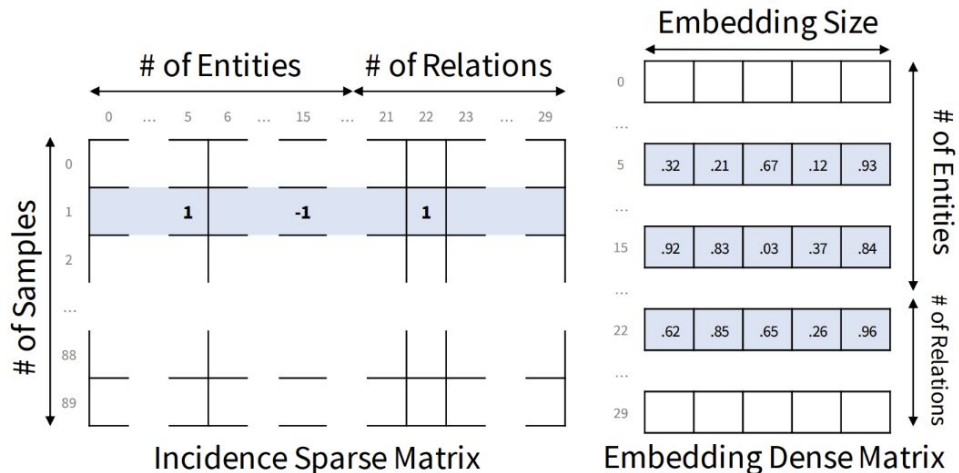 # of Entities # of Relations
0 ... 5 6 ... 15 ... 21 22 23 ... 29
# of Samples
0
1 1 -1 1
2
...
88
89
Incidence Sparse Matrix
Embedding Size
0
...
5 .32 .21 .67 .12 .93
...
15 .92 .83 .03 .37 .84
...
22 .62 .85 .65 .26 .96
...
29
# of Entities
# of Relations
Embedding Dense Matrix